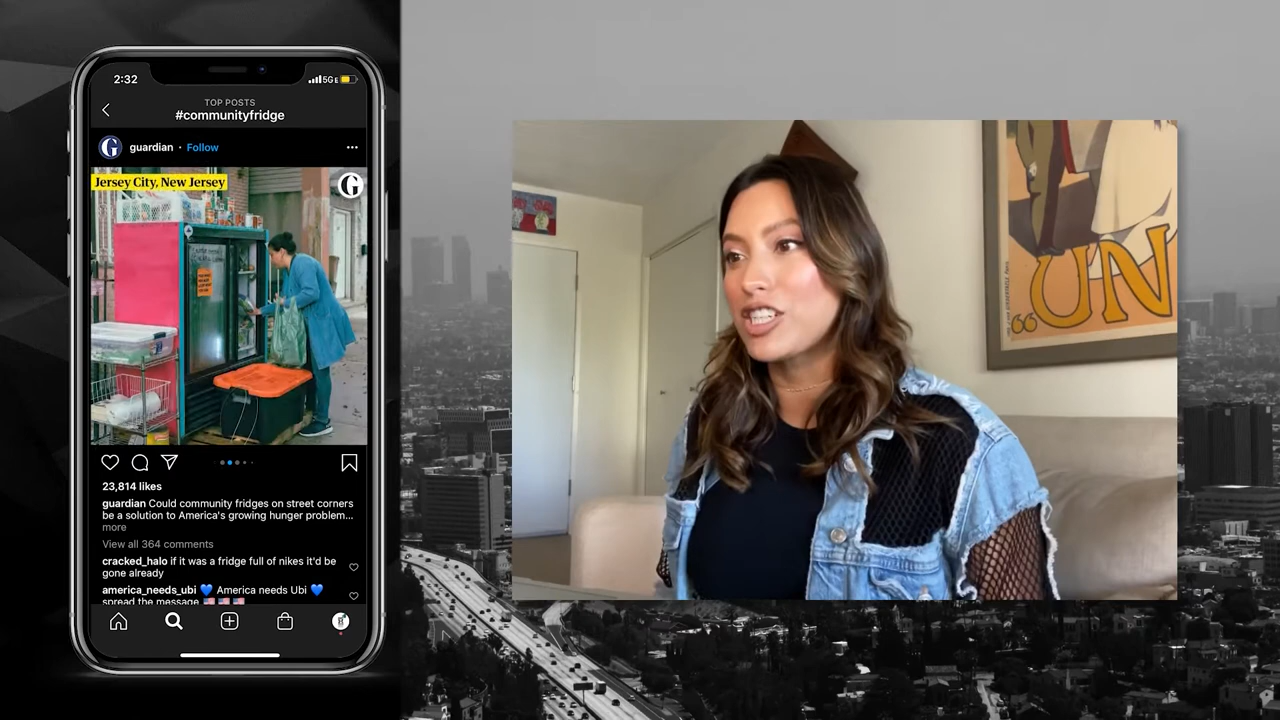 2:32
5G E
TOP POSTS
#communityfridge
G
guardian · Follow
Jersey City, New Jersey
G
23,814 likes
guardian Could community fridges on street corners
be a solution to America's growing hunger problem...
more
View all 364 comments
cracked_halo if it was a fridge full of nikes it'd be
gone already
america_needs_ubi 💙 America needs Ubi 💙
spread the message 🇺🇸 🇺🇸 🇺🇸
"UN